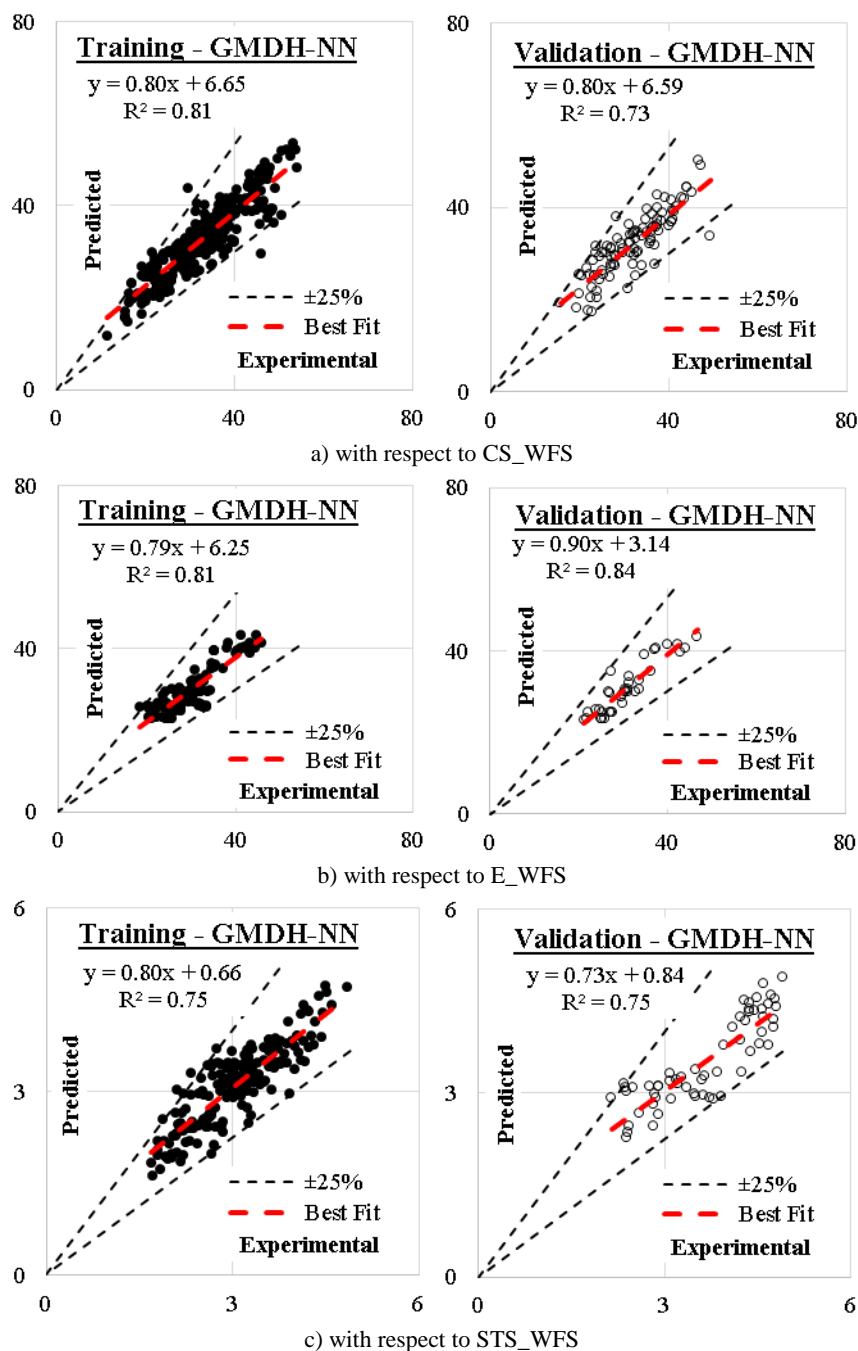 80
Training - GMDH-NN
y = 0.80x + 6.65
R² = 0.81
Predicted
40
±25%
Best Fit
Experimental
0
0
40
80
Validation - GMDH-NN
y = 0.80x + 6.59
R² = 0.73
80
Predicted
40
±25%
Best Fit
Experimental
0
0
40
80
a) with respect to CS_WFS
80
Training - GMDH-NN
y = 0.79x + 6.25
R² = 0.81
Predicted
40
±25%
Best Fit
Experimental
0
0
40
80
80
Validation - GMDH-NN
y = 0.90x + 3.14
R² = 0.84
Predicted
40
±25%
Best Fit
Experimental
0
0
40
80
b) with respect to E_WFS
6
Training - GMDH-NN
y = 0.80x + 0.66
R² = 0.75
Predicted
3
±25%
Best Fit
Experimental
0
0
3
6
6
Validation - GMDH-NN
y = 0.73x + 0.84
R² = 0.75
Predicted
3
±25%
Best Fit
Experimental
0
0
3
6
c) with respect to STS_WFS